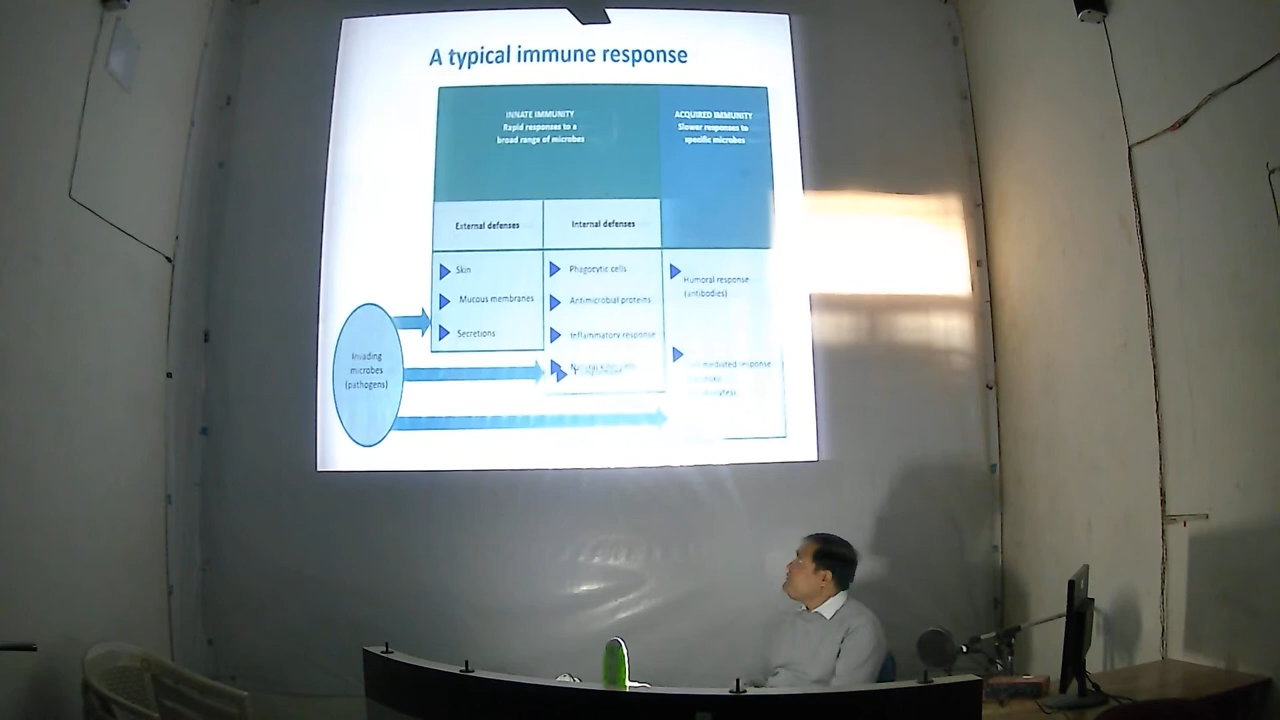 A typical immune response
INNATE IMMUNITY
Rapid responses to a
broad range of microbes
ACQUIRED IMMUNITY
Slower responses to
specific microbes
External defenses
Internal defenses
Skin
Mucous membranes
Secretions
Phagocytic cells
Antimicrobial proteins
Inflammatory response
Humoral response
(antibodies)
mediated response
Invading
microbes
(pathogens)